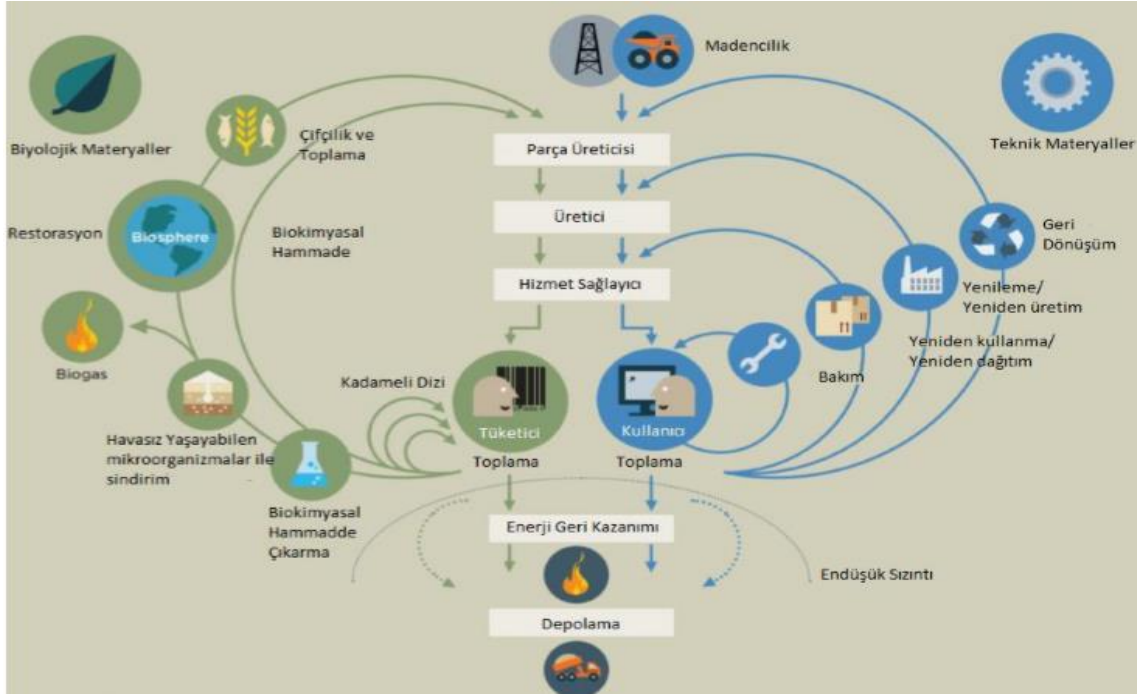 Madencilik
Biyolojik Materyaller
Çifçilik ve
Toplama
Parça Üreticisi
Teknik Materyaller
Restorasyon
Biosphere
Biokimyasal
Hammade
Üretici
Geri
Dönüşüm
Hizmet Sağlayıcı
Yenileme/
Yeniden üretim
Biogas
Kadameli Dizi
Yeniden kullanma/
Yeniden dağıtım
Bakım
Tüketici
Kullanıcı
Havasız Yaşayabilen
mikroorganizmalar ile
sindirim
Toplama
Toplama
Biokimyasal
Hammadde
Çıkarma
Enerji Geri Kazanımı
Endüşük Sızıntı
Depolama